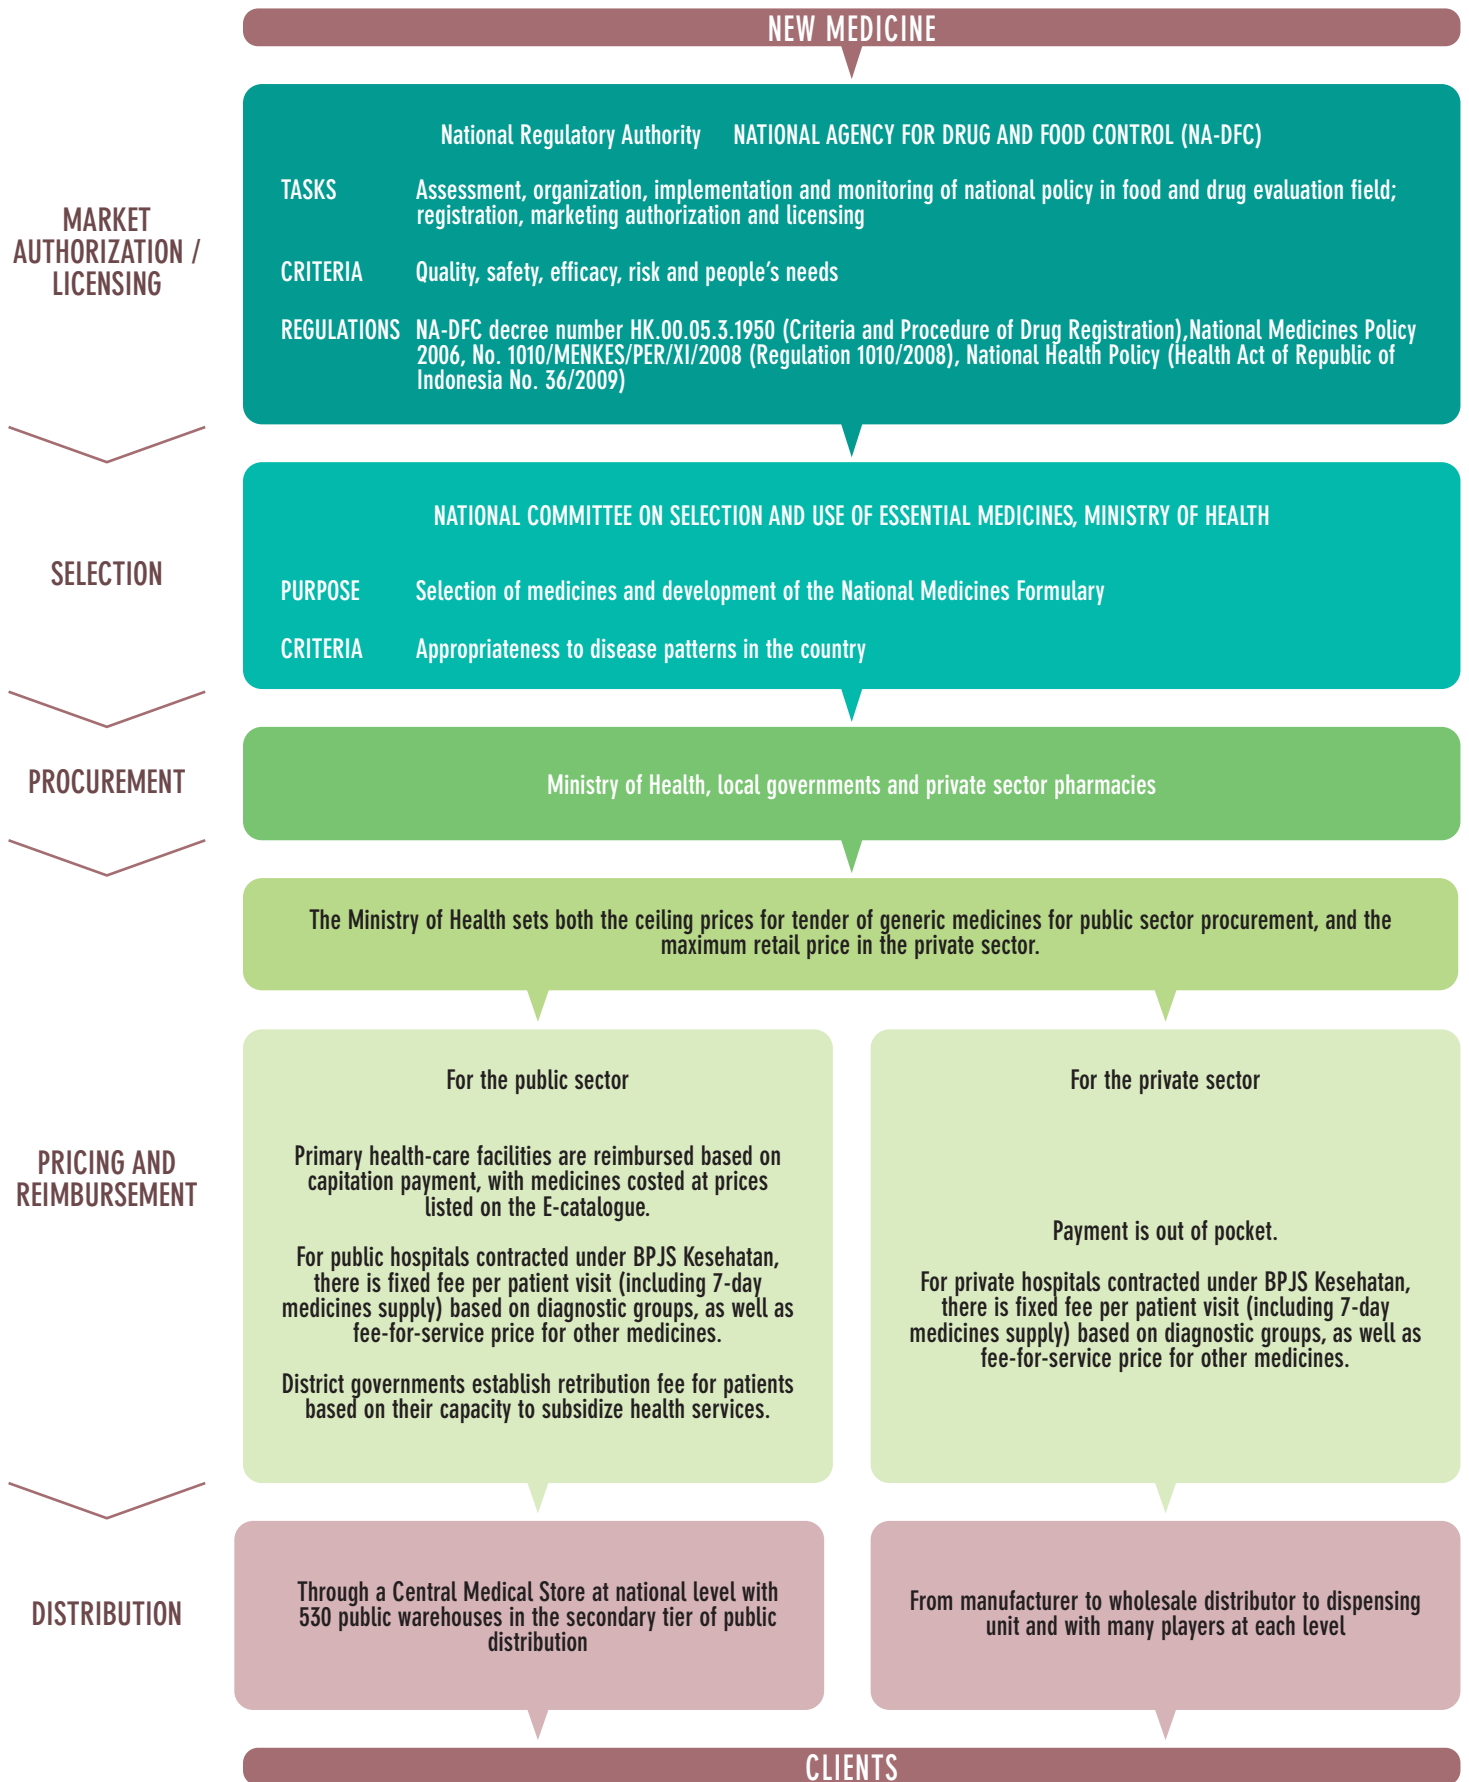 NEW MEDICINE
MARKET
AUTHORIZATION /
LICENSING
National Regulatory Authority NATIONAL AGENCY FOR DRUG AND FOOD CONTROL (NA-DFC)
TASKS Assessment, organization, implementation and monitoring of national policy in food and drug evaluation field;
registration, marketing authorization and licensing
CRITERIA Quality, safety, efficacy, risk and people's needs
REGULATIONS NA-DFC decree number HK.00.05.3.1950 (Criteria and Procedure of Drug Registration),National Medicines Policy
2006, No. 1010/MENKES/PER/XI/2008 (Regulation 1010/2008), National Health Policy (Health Act of Republic of
Indonesia No. 36/2009)
SELECTION
NATIONAL COMMITTEE ON SELECTION AND USE OF ESSENTIAL MEDICINES, MINISTRY OF HEALTH
PURPOSE Selection of medicines and development of the National Medicines Formulary
CRITERIA Appropriateness to disease patterns in the country
PROCUREMENT
Ministry of Health, local governments and private sector pharmacies
The Ministry of Health sets both the ceiling prices for tender of generic medicines for public sector procurement, and the
maximum retail price in the private sector.
PRICING AND
REIMBURSEMENT
For the public sector
Primary health-care facilities are reimbursed based on
capitation payment, with medicines costed at prices
listed on the E-catalogue.
For public hospitals contracted under BPJS Kesehatan,
there is fixed fee per patient visit (including 7-day
medicines supply) based on diagnostic groups, as well as
fee-for-service price for other medicines.
District governments establish retribution fee for patients
based on their capacity to subsidize health services.
For the private sector
Payment is out of pocket.
For private hospitals contracted under BPJS Kesehatan,
there is fixed fee per patient visit (including 7-day
medicines supply) based on diagnostic groups, as well as
fee-for-service price for other medicines.
DISTRIBUTION
Through a Central Medical Store at national level with
530 public warehouses in the secondary tier of public
distribution
From manufacturer to wholesale distributor to dispensing
unit and with many players at each level
CLIENTS